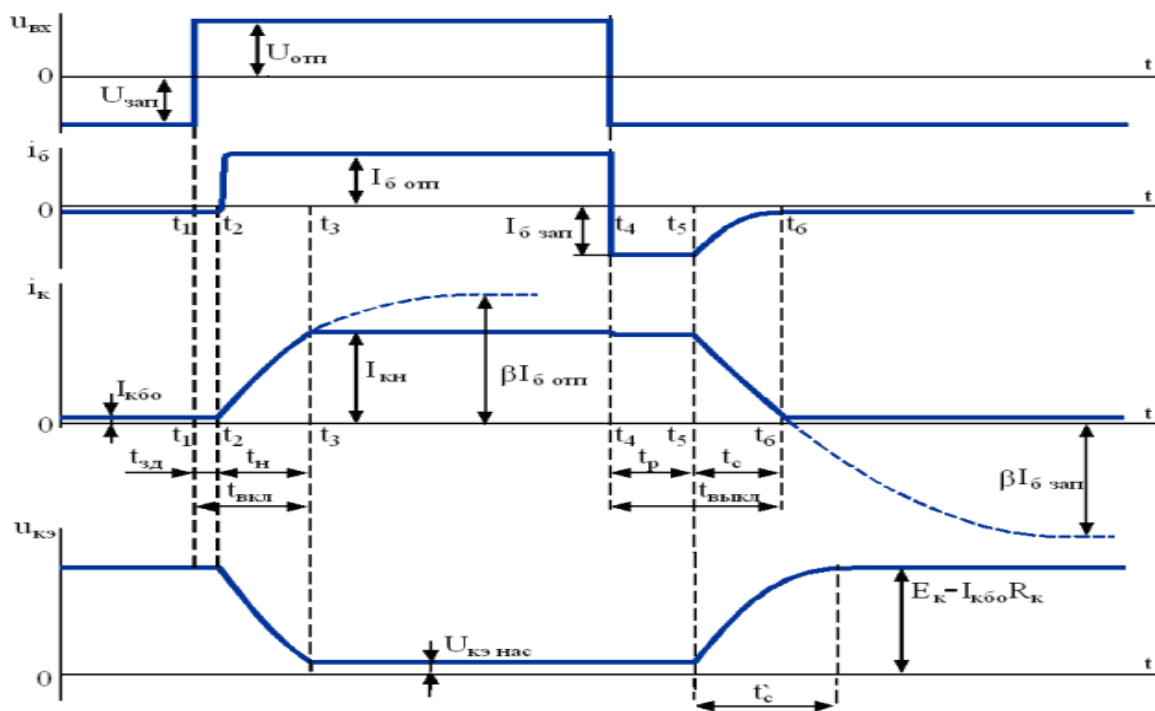 uвх
Uотп
t
0
Uзап
iб
Iб отп
t
0
t1 t2 t3 Iб зап t4 t5 t6
iк
Iкбо
Iкн
βIб отп
t
0
t1 t2 t3 t4 t5 t6
tзд tн tр tс
tвкл tвыкл
βIб зап
uкэ
Eк−IкбоRк
Uкэ нас
t
0
t`с